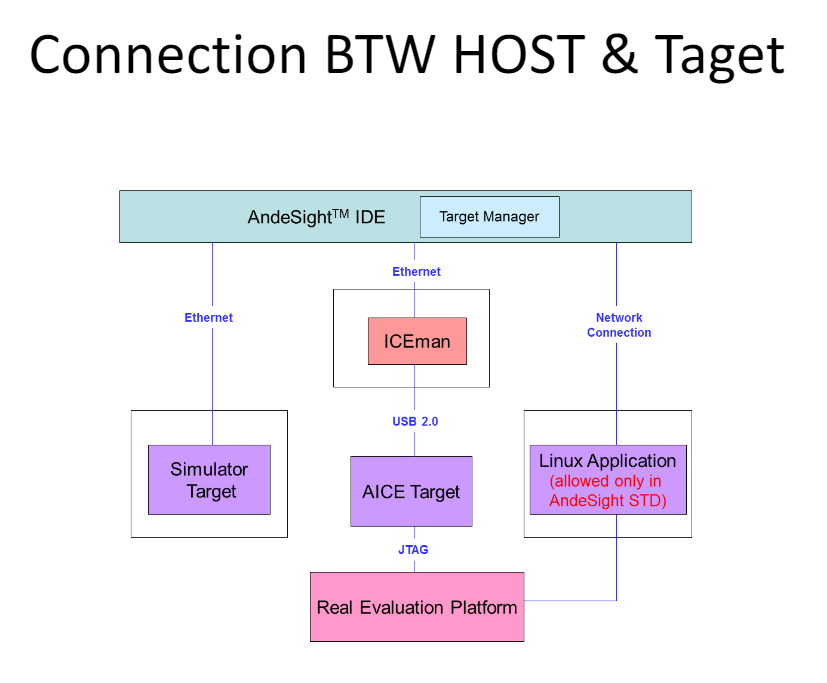 Connection BTW HOST & Taget
AndeSight™ IDE
Target Manager
Ethernet
Ethernet
Network
Connection
ICEman
USB 2.0
Simulator
Target
AICE Target
Linux Application
(allowed only in
AndeSight STD)
JTAG
Real Evaluation Platform